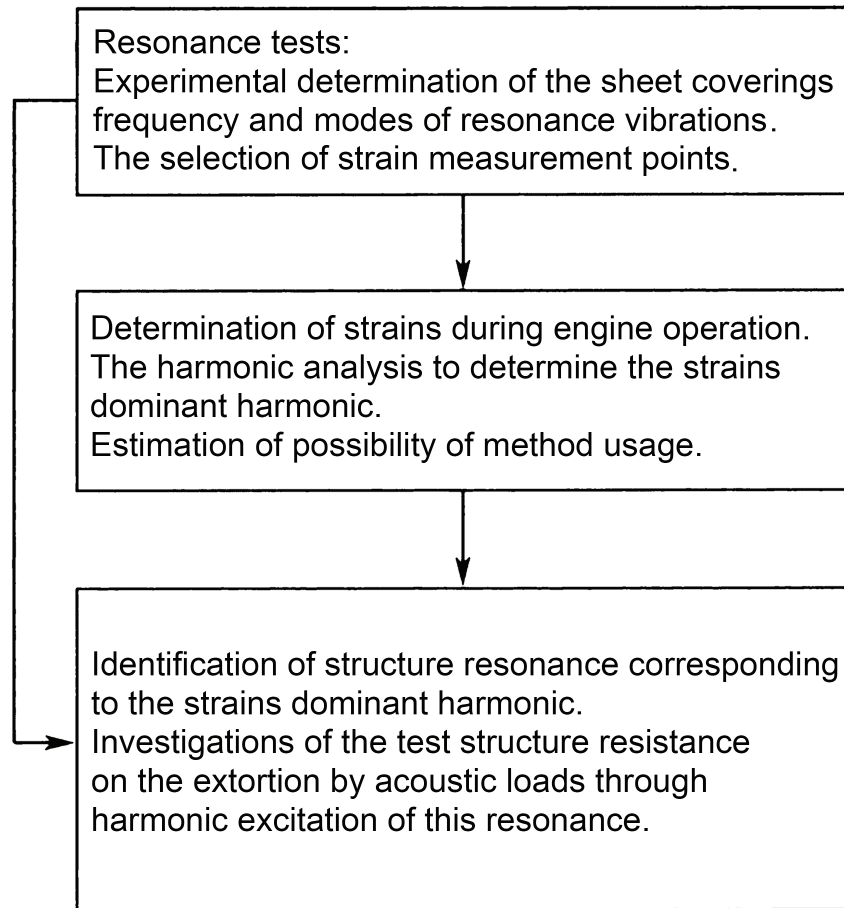 Resonance tests:
Experimental determination of the sheet coverings
frequency and modes of resonance vibrations.
The selection of strain measurement points.
Determination of strains during engine operation.
The harmonic analysis to determine the strains
dominant harmonic.
Estimation of possibility of method usage.
Identification of structure resonance corresponding
to the strains dominant harmonic.
Investigations of the test structure resistance
on the extortion by acoustic loads through
harmonic excitation of this resonance.